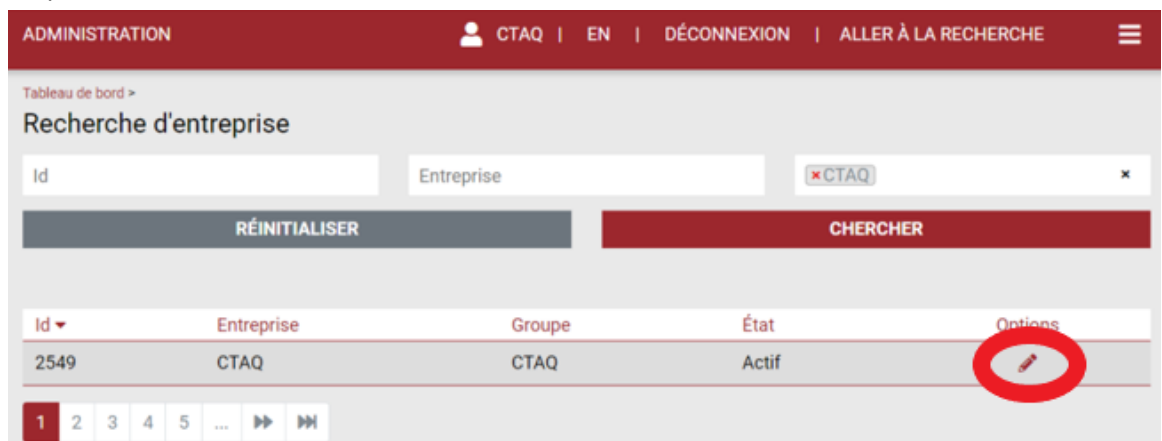 ADMINISTRATION CTAQ | EN | DÉCONNEXION | ALLER À LA RECHERCHE
Tableau de bord >
Recherche d'entreprise
Id Entreprise ×CTAQ ×
RÉINITIALISER CHERCHER
Id Entreprise Groupe État Options
2549 CTAQ CTAQ Actif
1 2 3 4 5 ...